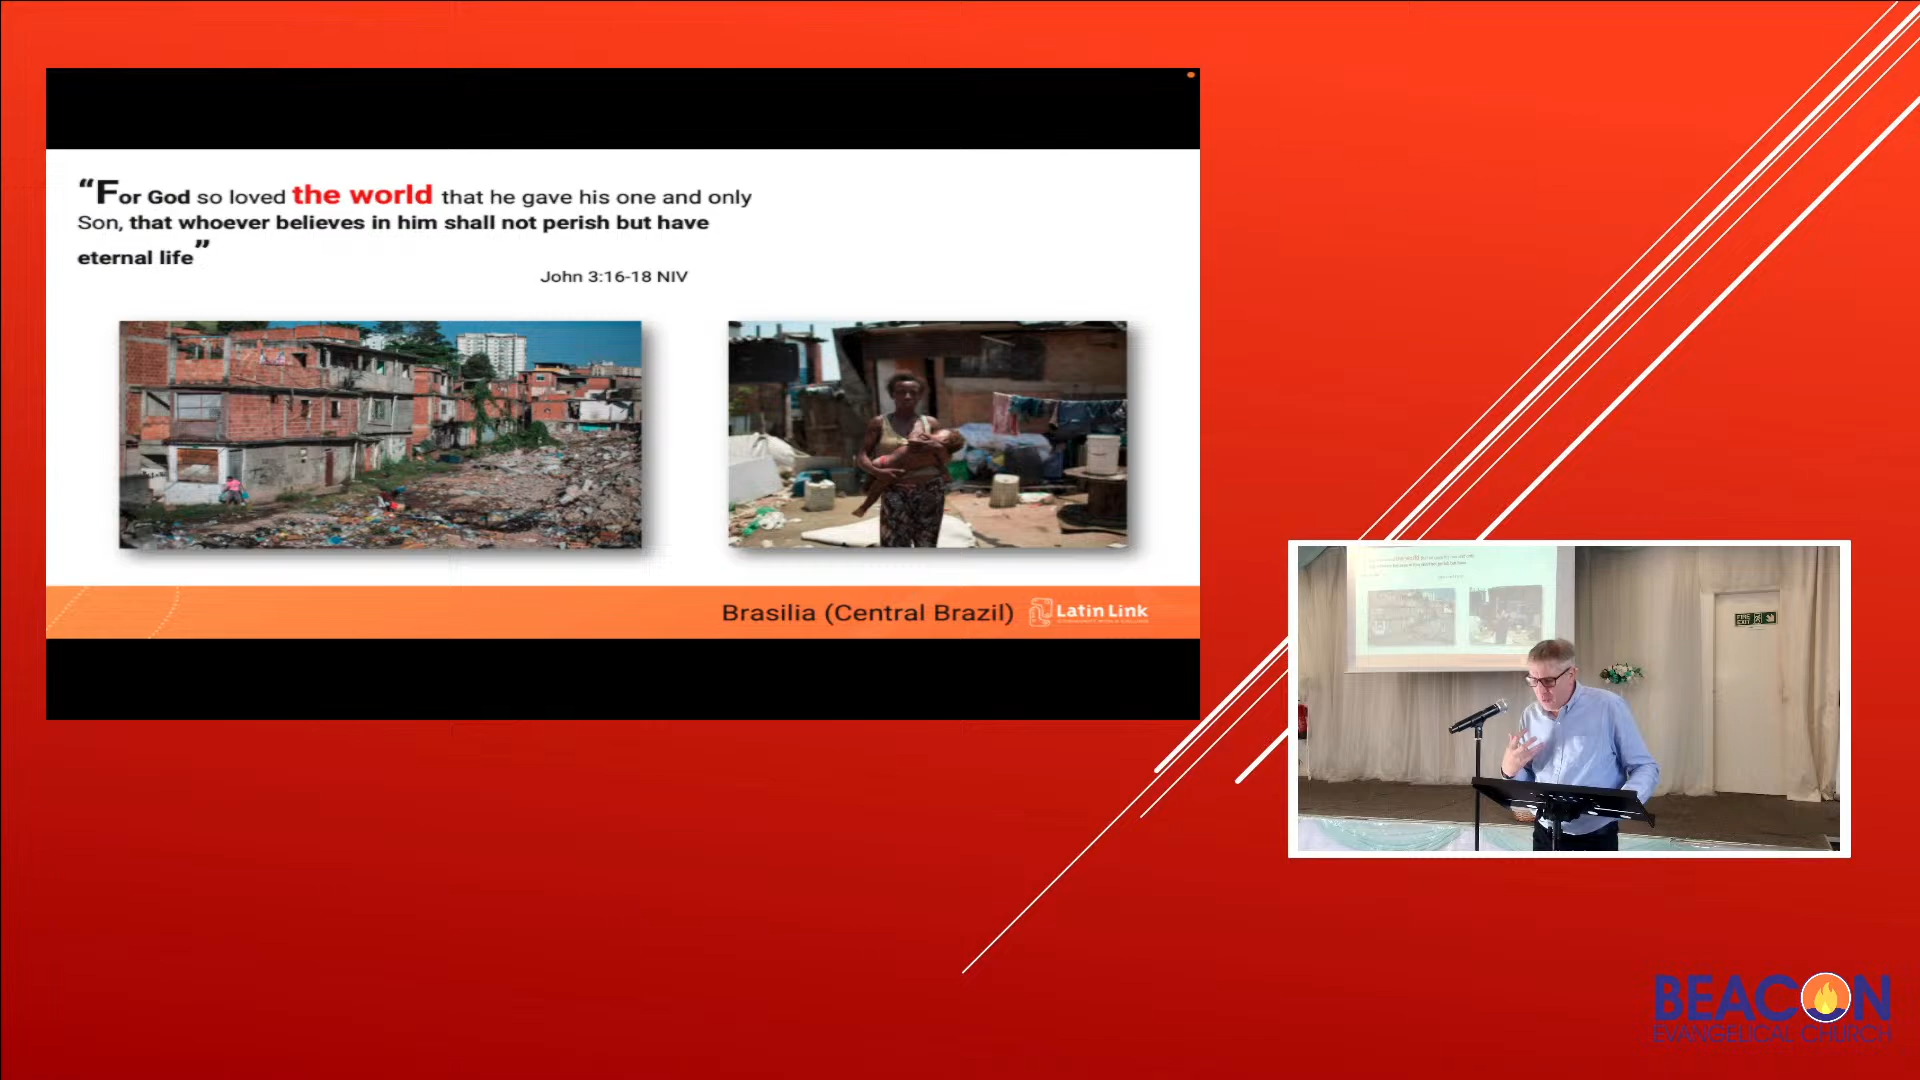 “For God so loved the world that he gave his one and only
Son, that whoever believes in him shall not perish but have
eternal life”
John 3:16-18 NIV
Brasilia (Central Brazil)
Latin Link
FIRE
EXIT
BEACON
EVANGELICAL CHURCH